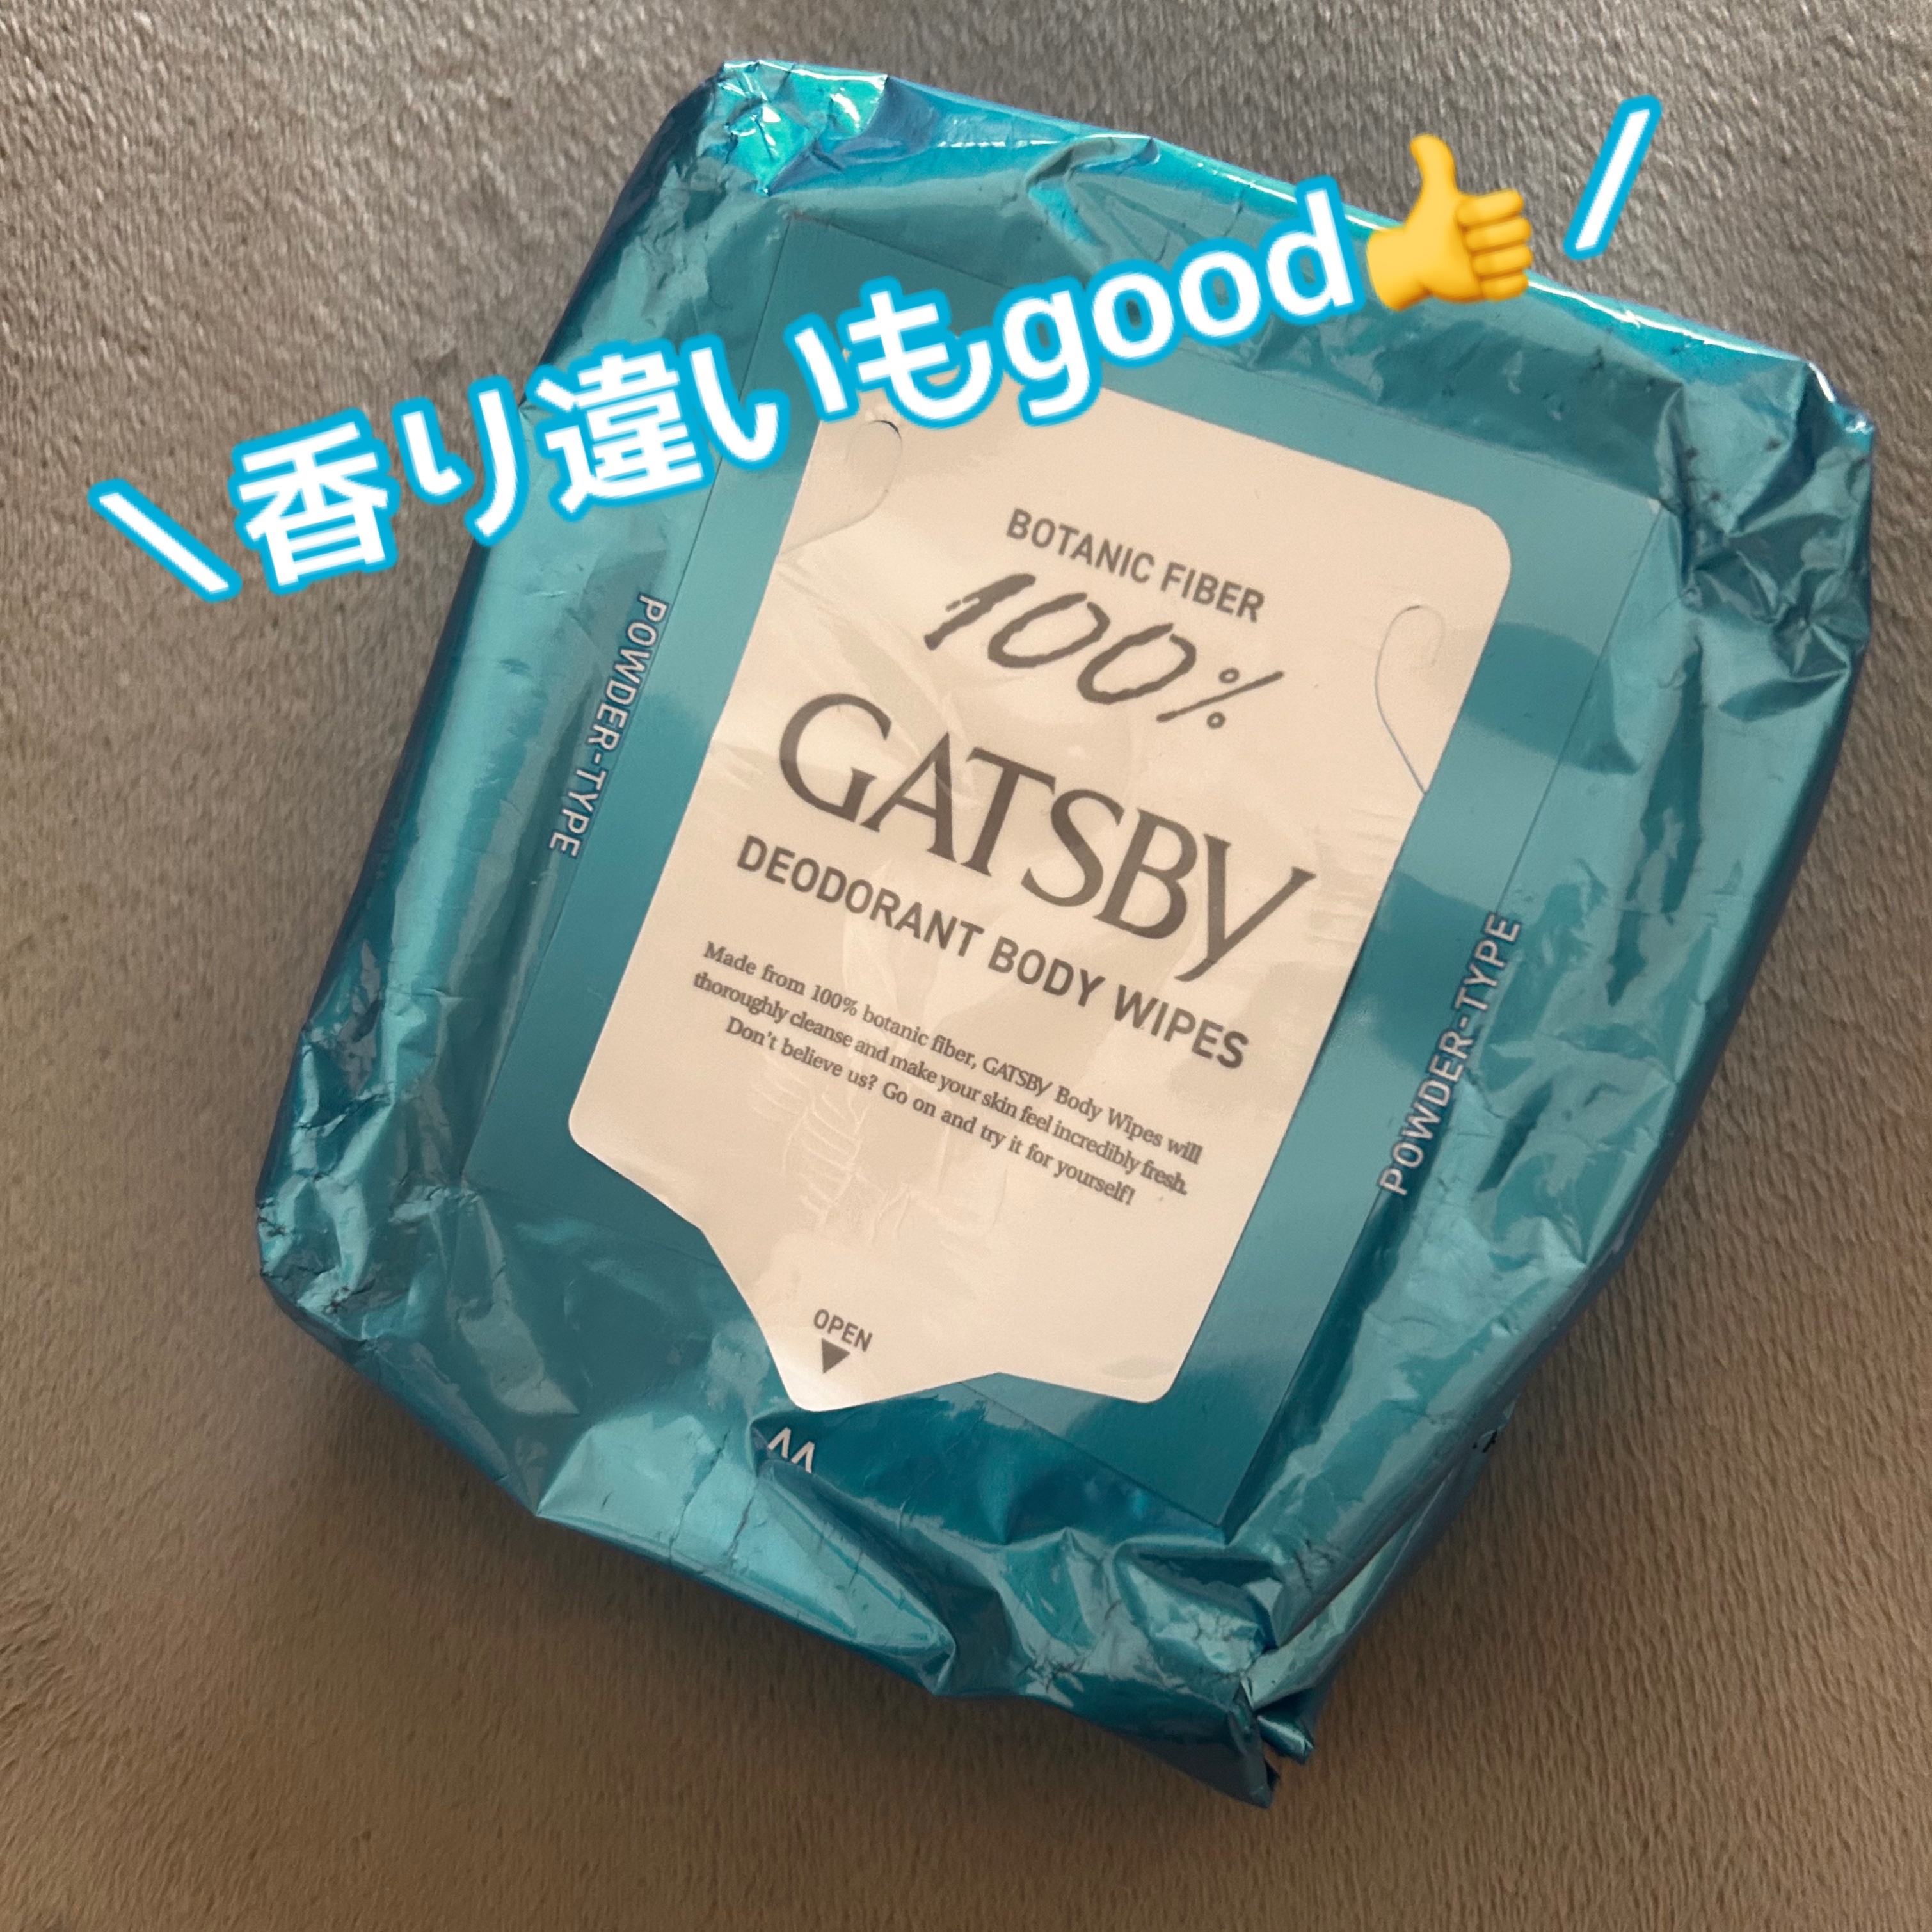 \ 香り違いもgood👍 /
BOTANIC FIBER
100%
GATSBY
DEODORANT BODY WIPES
Made from 100% botanic fiber, GATSBY Body Wipes will
thoroughly cleanse and make your skin feel incredibly fresh.
Don't believe us? Go on and try it for yourself!
OPEN
POWDER-TYPE
POWDER-TYPE